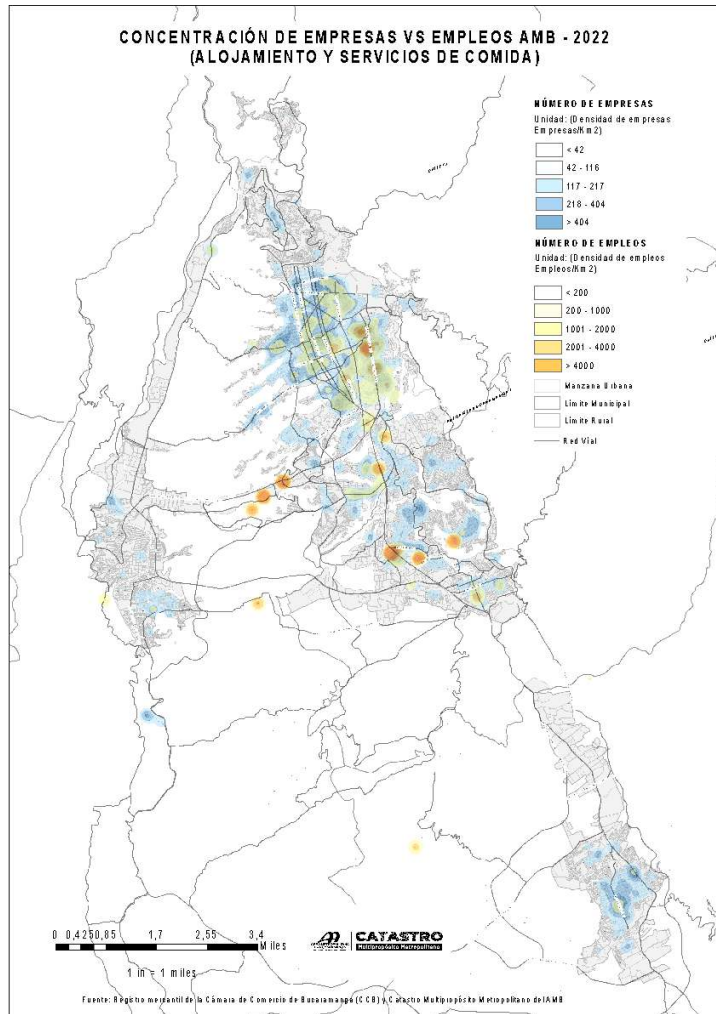 CONCENTRACIÓN DE EMPRESAS VS EMPLEOS AMB - 2022
(ALOJAMIENTO Y SERVICIOS DE COMIDA)
NÚMERO DE EMPRESAS
Unidad: (Densidad de empresas
Empresas/Km2)
< 42
42 - 116
117 - 217
218 - 404
> 404
NÚMERO DE EMPLEOS
Unidad: (Densidad de empleos
Empleos/Km2)
< 200
200 - 1000
1001 - 2000
2001 - 4000
> 4000
Manzana Urbana
Límite Municipal
Límite Rural
Red Vial
0 0,425 0,85 1,7 2,55 3,4
Miles
1 in = 1 miles
CATASTRO
Multipropósito Metropolitano
Fuente: Registro mercantil de la Cámara de Comercio de Bucaramanga (CCB) y Catastro Multipropósito Metropolitano del AMB